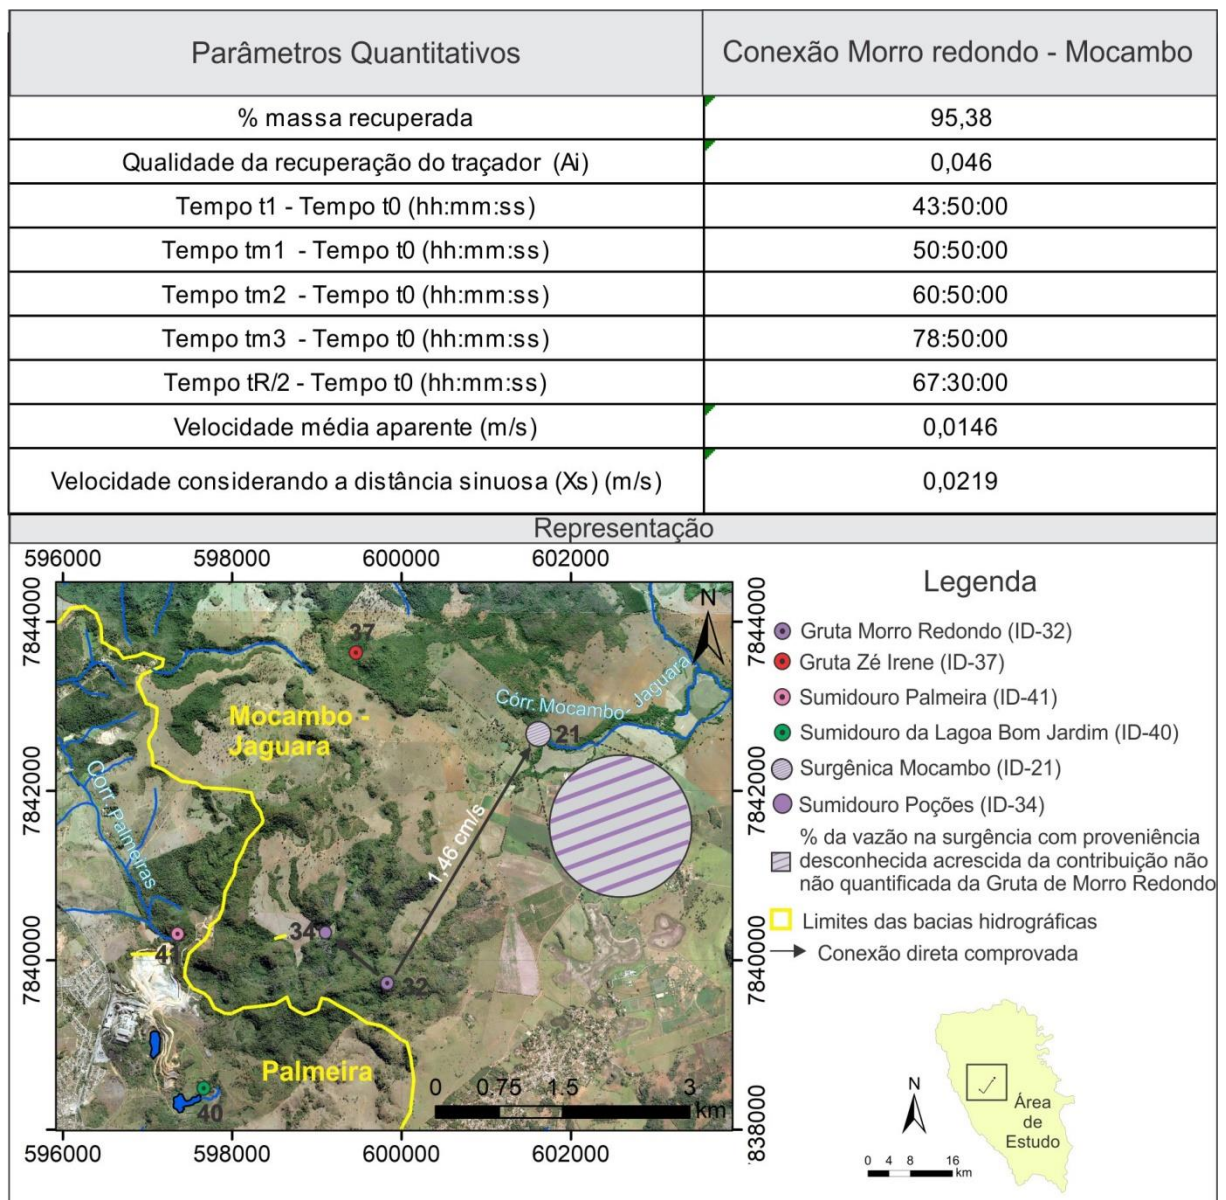 Parâmetros Quantitativos
Conexão Morro redondo - Mocambo
% massa recuperada
95,38
Qualidade da recuperação do traçador (Ai)
0,046
Tempo t1 - Tempo t0 (hh:mm:ss)
43:50:00
Tempo tm1 - Tempo t0 (hh:mm:ss)
50:50:00
Tempo tm2 - Tempo t0 (hh:mm:ss)
60:50:00
Tempo tm3 - Tempo t0 (hh:mm:ss)
78:50:00
Tempo tR/2 - Tempo t0 (hh:mm:ss)
67:30:00
Velocidade média aparente (m/s)
0,0146
Velocidade considerando a distância sinuosa (Xs) (m/s)
0,0219
Representação
596000
598000
600000
602000
7844000
7842000
7840000
7838000
37
N
Córr. Mocambo - Jaguara
Mocambo -
Jaguara
21
Córr. Palmeiras
1,46 cm/s
34
41
32
Palmeira
40
0 0.75 1.5 3
km
596000
598000
600000
602000
7844000
7842000
7840000
7838000
Legenda
Gruta Morro Redondo (ID-32)
Gruta Zé Irene (ID-37)
Sumidouro Palmeira (ID-41)
Sumidouro da Lagoa Bom Jardim (ID-40)
Surgênica Mocambo (ID-21)
Sumidouro Poções (ID-34)
% da vazão na surgência com proveniência
desconhecida acrescida da contribuição não
não quantificada da Gruta de Morro Redondo
Limites das bacias hidrográficas
Conexão direta comprovada
N
Área
de
Estudo
0 4 8 16
km